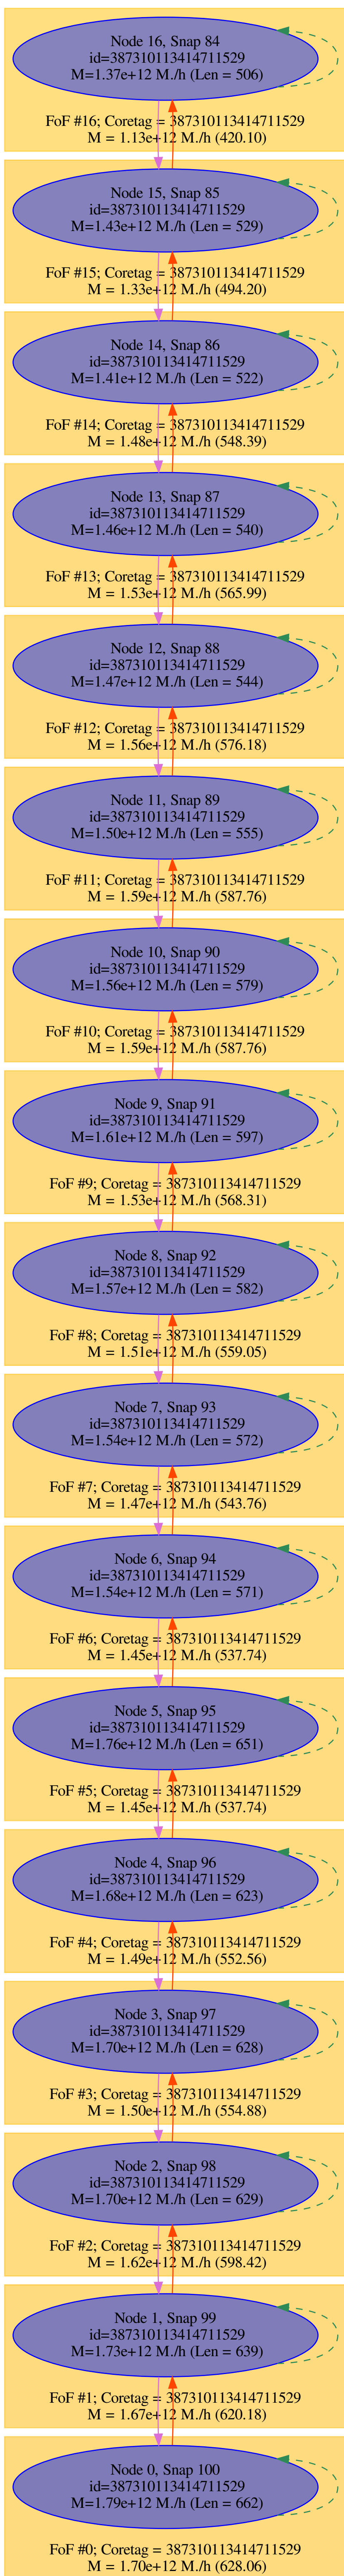 Node 16, Snap 84
id=387310113414711529
M=1.37e+12 M./h (Len = 506)
FoF #16; Coretag = 387310113414711529
M = 1.13e+12 M./h (420.10)
Node 15, Snap 85
id=387310113414711529
M=1.43e+12 M./h (Len = 529)
FoF #15; Coretag = 387310113414711529
M = 1.33e+12 M./h (494.20)
Node 14, Snap 86
id=387310113414711529
M=1.41e+12 M./h (Len = 522)
FoF #14; Coretag = 387310113414711529
M = 1.48e+12 M./h (548.39)
Node 13, Snap 87
id=387310113414711529
M=1.46e+12 M./h (Len = 540)
FoF #13; Coretag = 387310113414711529
M = 1.53e+12 M./h (565.99)
Node 12, Snap 88
id=387310113414711529
M=1.47e+12 M./h (Len = 544)
FoF #12; Coretag = 387310113414711529
M = 1.56e+12 M./h (576.18)
Node 11, Snap 89
id=387310113414711529
M=1.50e+12 M./h (Len = 555)
FoF #11; Coretag = 387310113414711529
M = 1.59e+12 M./h (587.76)
Node 10, Snap 90
id=387310113414711529
M=1.56e+12 M./h (Len = 579)
FoF #10; Coretag = 387310113414711529
M = 1.59e+12 M./h (587.76)
Node 9, Snap 91
id=387310113414711529
M=1.61e+12 M./h (Len = 597)
FoF #9; Coretag = 387310113414711529
M = 1.53e+12 M./h (568.31)
Node 8, Snap 92
id=387310113414711529
M=1.57e+12 M./h (Len = 582)
FoF #8; Coretag = 387310113414711529
M = 1.51e+12 M./h (559.05)
Node 7, Snap 93
id=387310113414711529
M=1.54e+12 M./h (Len = 572)
FoF #7; Coretag = 387310113414711529
M = 1.47e+12 M./h (543.76)
Node 6, Snap 94
id=387310113414711529
M=1.54e+12 M./h (Len = 571)
FoF #6; Coretag = 387310113414711529
M = 1.45e+12 M./h (537.74)
Node 5, Snap 95
id=387310113414711529
M=1.76e+12 M./h (Len = 651)
FoF #5; Coretag = 387310113414711529
M = 1.45e+12 M./h (537.74)
Node 4, Snap 96
id=387310113414711529
M=1.68e+12 M./h (Len = 623)
FoF #4; Coretag = 387310113414711529
M = 1.49e+12 M./h (552.56)
Node 3, Snap 97
id=387310113414711529
M=1.70e+12 M./h (Len = 628)
FoF #3; Coretag = 387310113414711529
M = 1.50e+12 M./h (554.88)
Node 2, Snap 98
id=387310113414711529
M=1.70e+12 M./h (Len = 629)
FoF #2; Coretag = 387310113414711529
M = 1.62e+12 M./h (598.42)
Node 1, Snap 99
id=387310113414711529
M=1.73e+12 M./h (Len = 639)
FoF #1; Coretag = 387310113414711529
M = 1.67e+12 M./h (620.18)
Node 0, Snap 100
id=387310113414711529
M=1.79e+12 M./h (Len = 662)
FoF #0; Coretag = 387310113414711529
M = 1.70e+12 M./h (628.06)